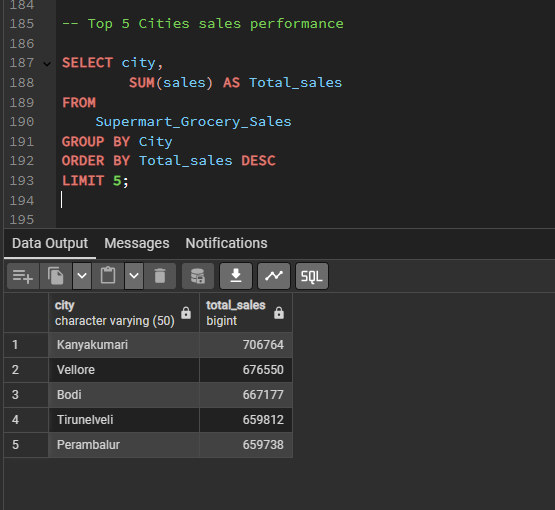 184
185 -- Top 5 Cities sales performance
186
187 SELECT city,
188 SUM(sales) AS Total_sales
189 FROM
190 Supermart_Grocery_Sales
191 GROUP BY City
192 ORDER BY Total_sales DESC
193 LIMIT 5;
194
195
Data Output Messages Notifications
SQL
city total_sales
character varying (50) bigint
1 Kanyakumari 706764
2 Vellore 676550
3 Bodi 667177
4 Tirunelveli 659812
5 Perambalur 659738